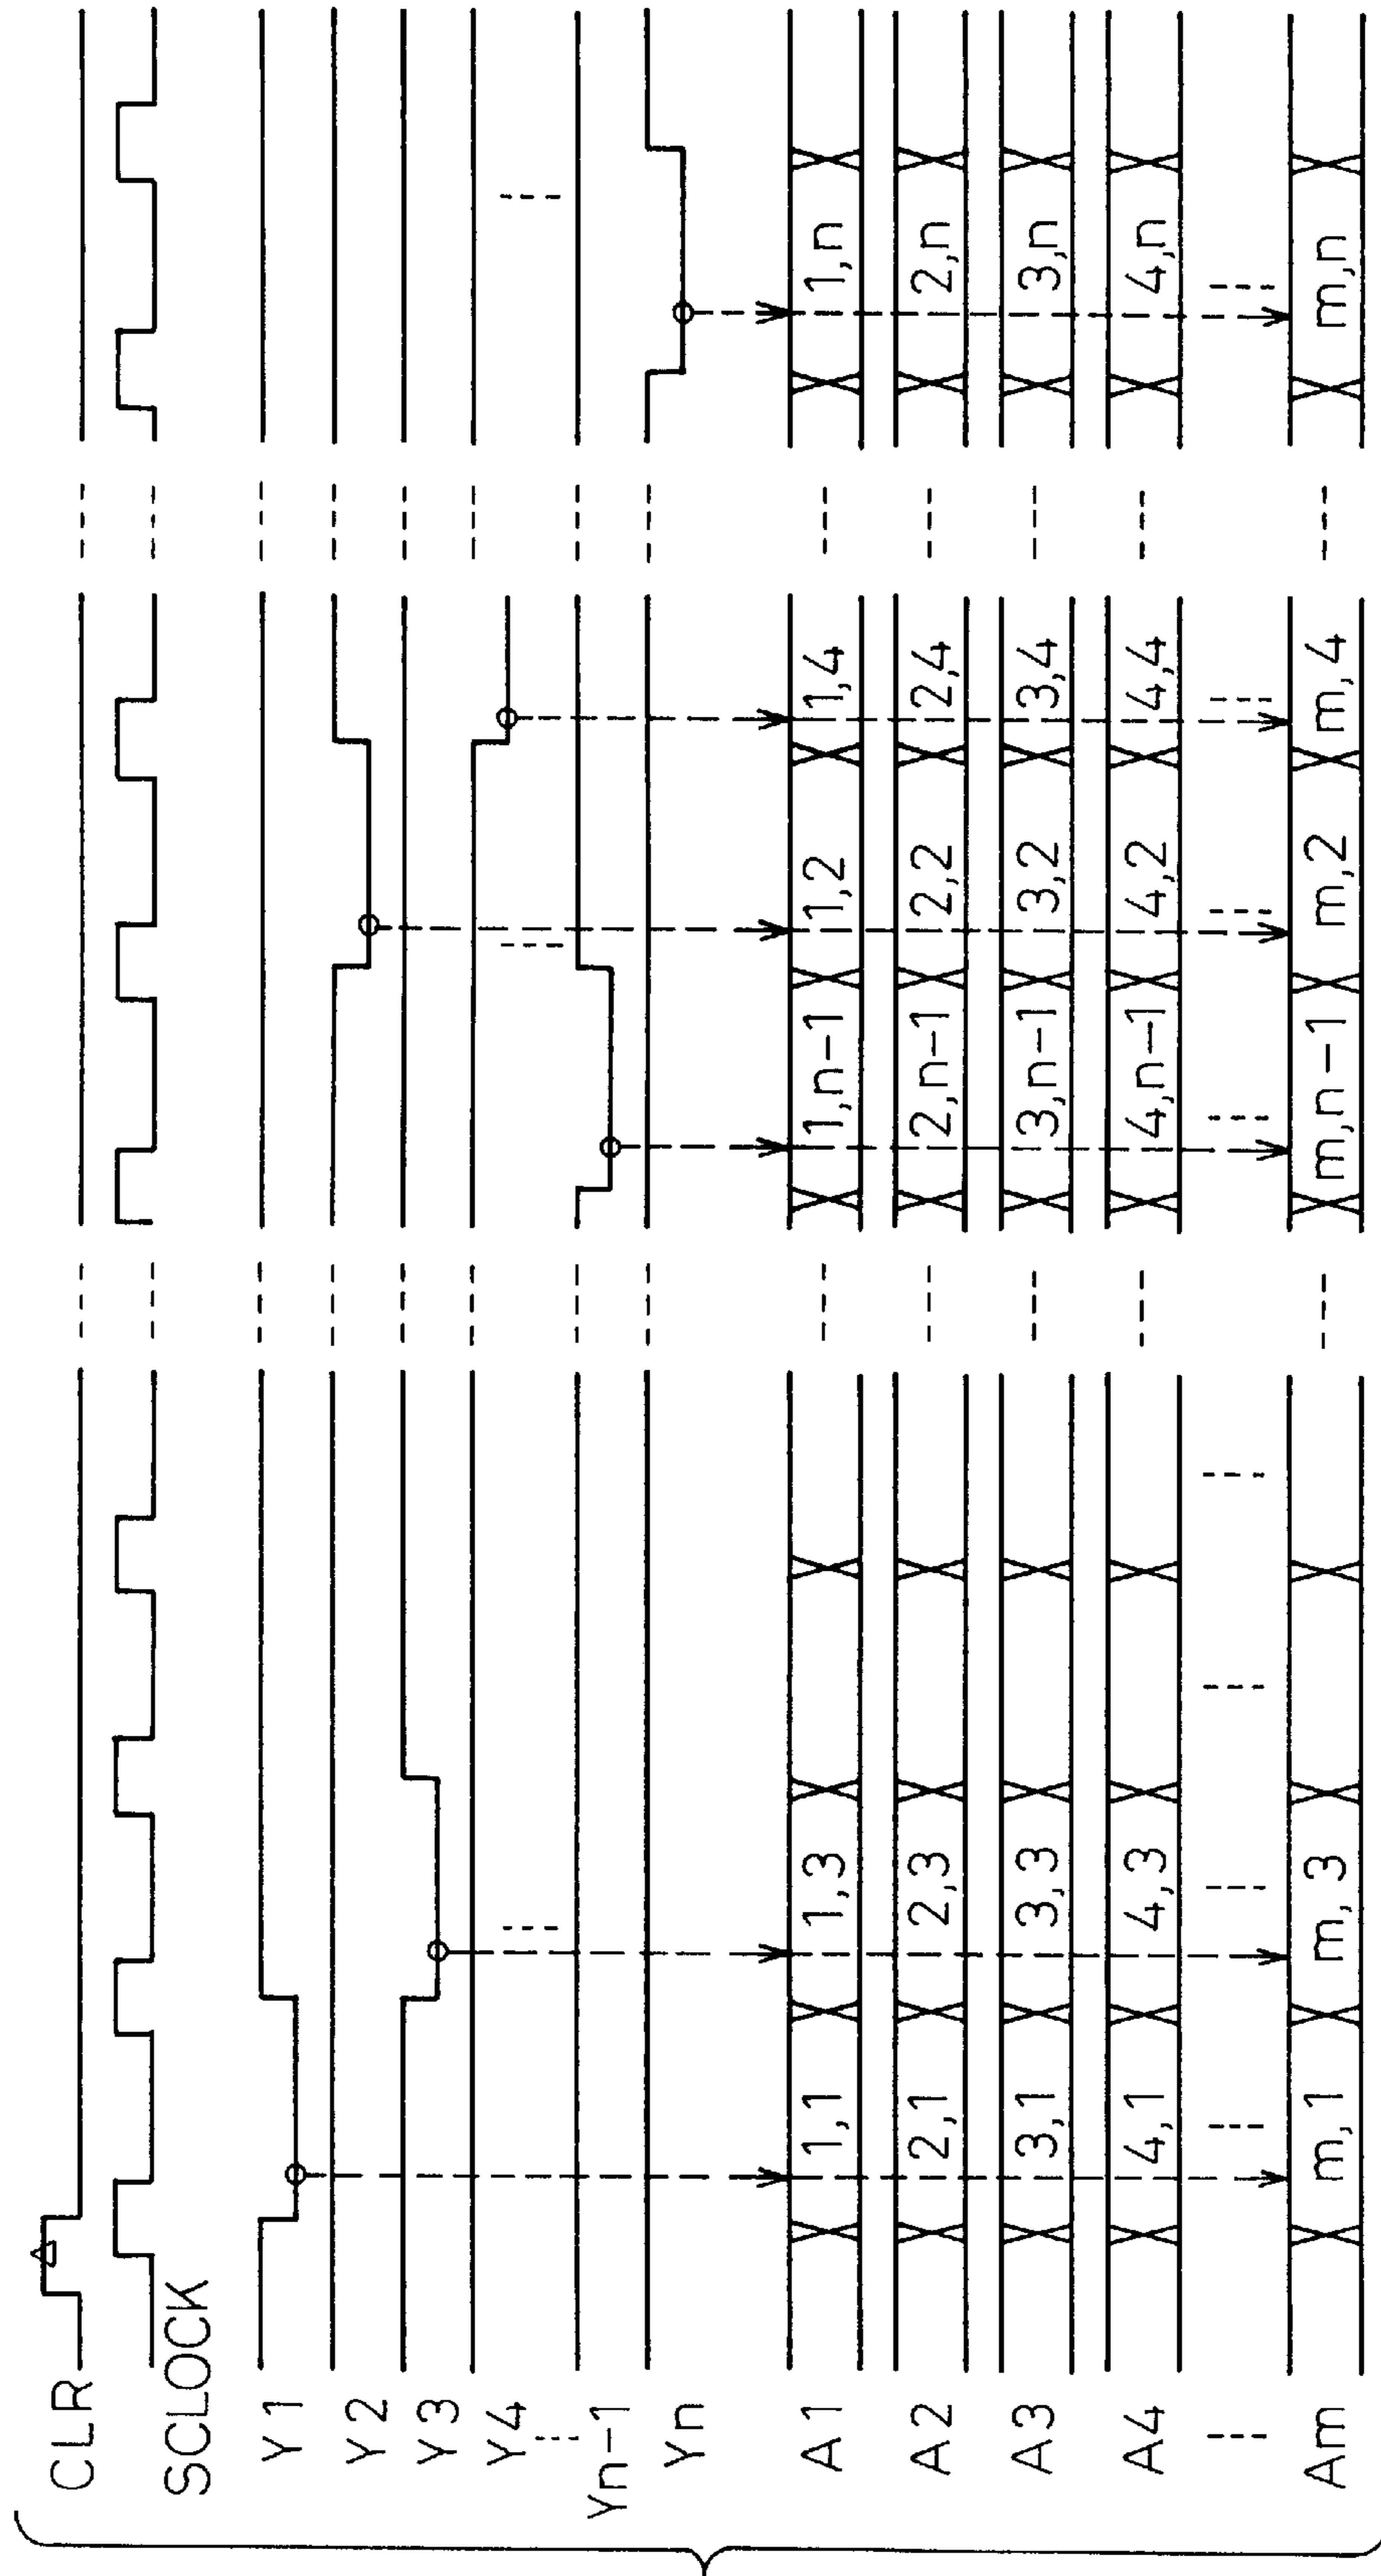 CLR
SCLOCK
Y1
Y2
Y3
Y4
Yn-1
Yn
A1 1,1 1,3 1,n-1 1,2 1,4 1,n
A2 2,1 2,3 2,n-1 2,2 2,4 2,n
A3 3,1 3,3 3,n-1 3,2 3,4 3,n
A4 4,1 4,3 4,n-1 4,2 4,4 4,n
Am m,1 m,3 m,n-1 m,2 m,4 m,n